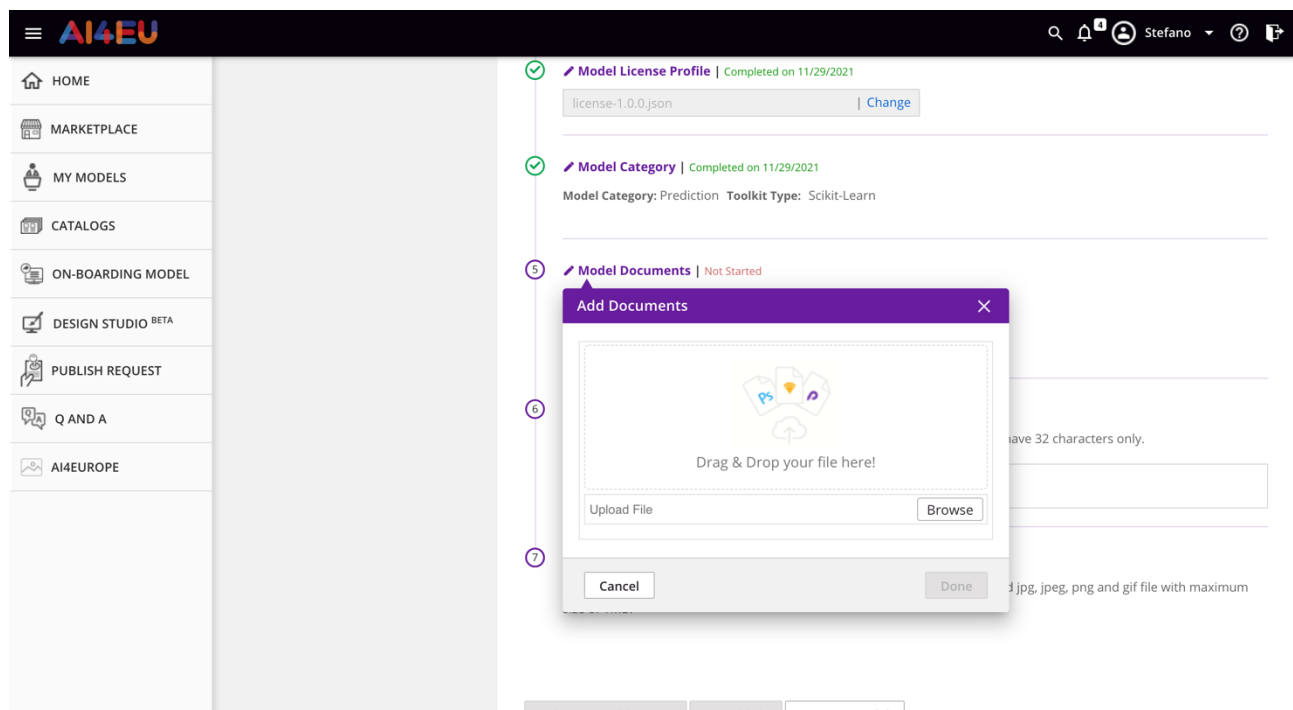 AI4EU
4
Stefano
?
HOME
MARKETPLACE
MY MODELS
CATALOGS
ON-BOARDING MODEL
DESIGN STUDIO BETA
PUBLISH REQUEST
Q AND A
AI4EUROPE
Model License Profile | Completed on 11/29/2021
license-1.0.0.json | Change
Model Category | Completed on 11/29/2021
Model Category: Prediction Toolkit Type: Scikit-Learn
5 Model Documents | Not Started
Add Documents
Ps
Drag & Drop your file here!
Upload File Browse
Cancel Done
6
have 32 characters only.
7
d jpg, jpeg, png and gif file with maximum